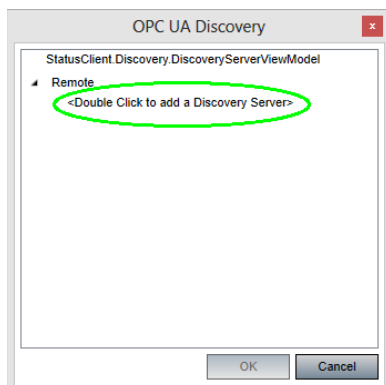 OPC UA Discovery
x
StatusClient.Discovery.DiscoveryServerViewModel
Remote
<Double Click to add a Discovery Server>
OK
Cancel